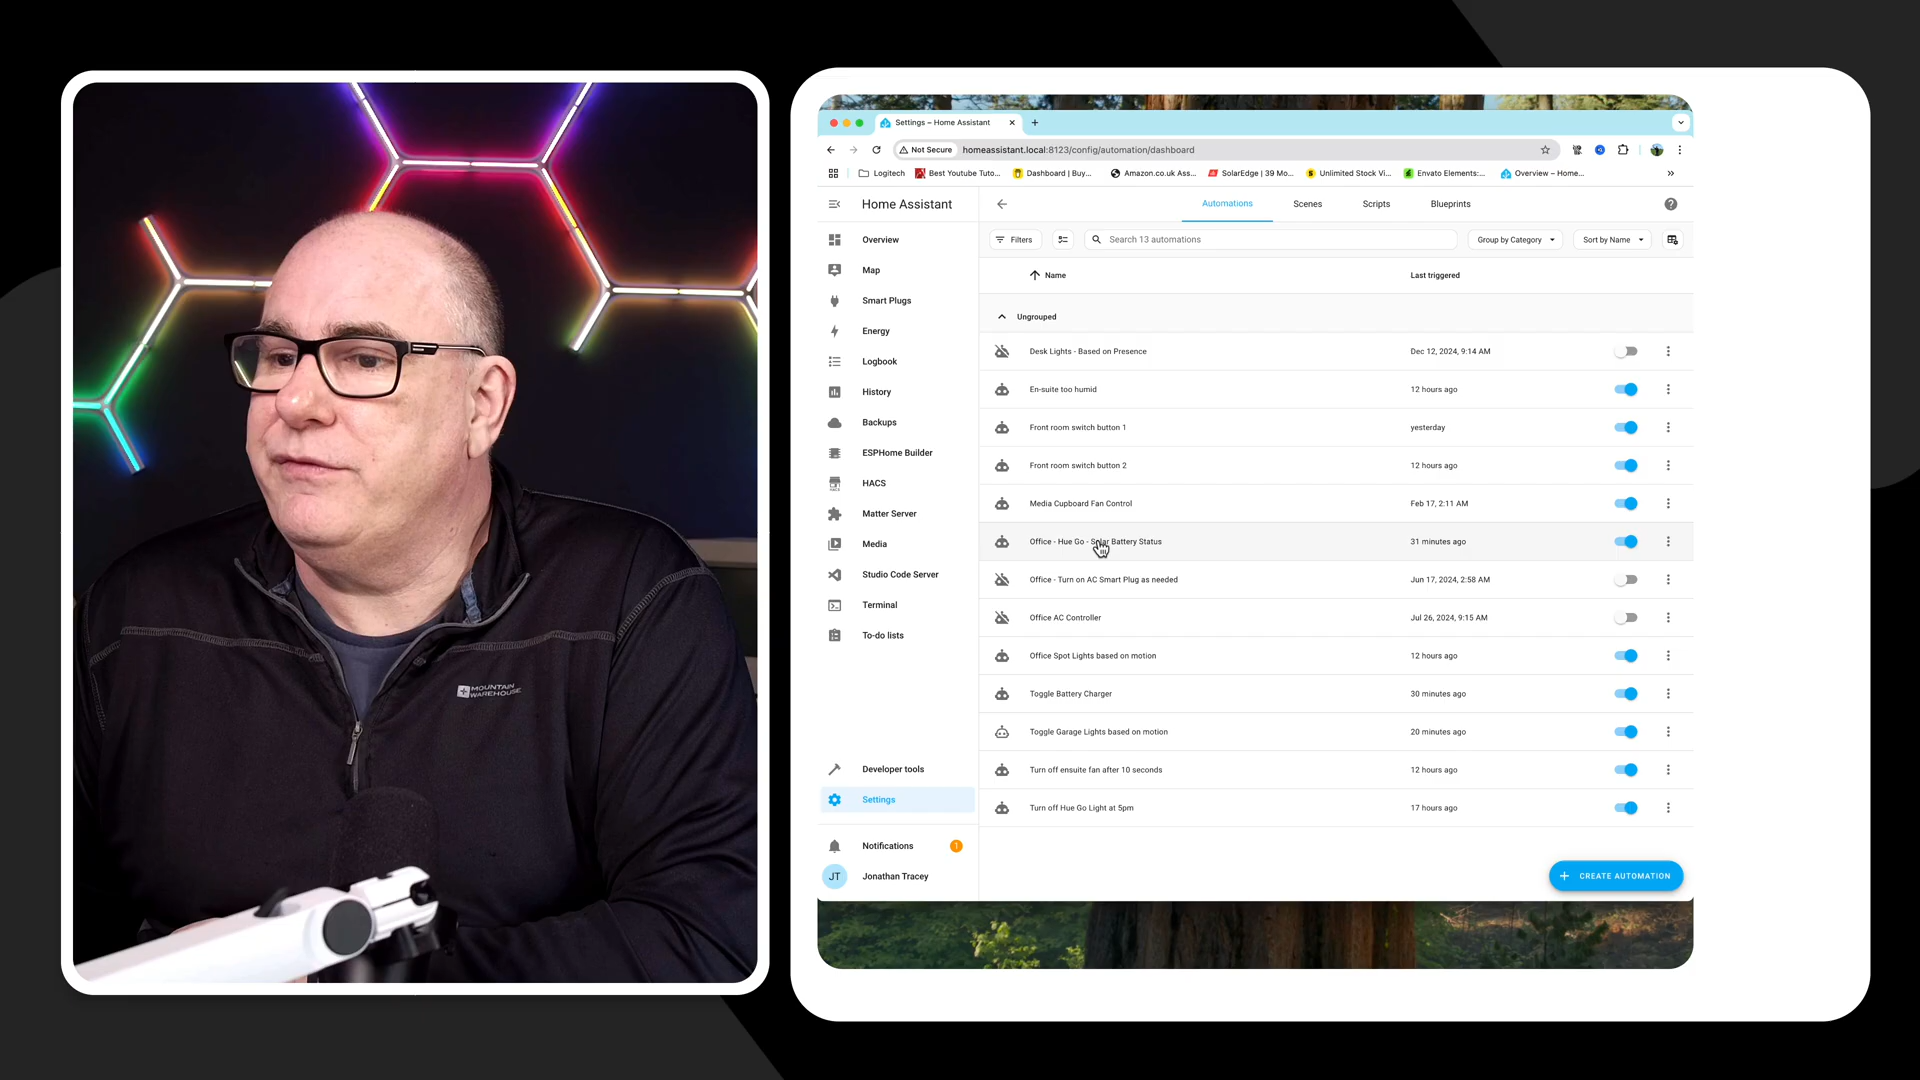 MOUNTAIN
WAREHOUSE
Settings – Home Assistant
Not Secure homeassistant.local:8123/config/automation/dashboard
Logitech Best Youtube Tuto... Dashboard | Buy... Amazon.co.uk Ass... SolarEdge | 39 Mo... Unlimited Stock Vi... Envato Elements:... Overview – Home...
Home Assistant
Automations Scenes Scripts Blueprints
Overview
Map
Smart Plugs
Energy
Logbook
History
Backups
ESPHome Builder
HACS
Matter Server
Media
Studio Code Server
Terminal
To-do lists
Developer tools
Settings
Notifications 1
JT Jonathan Tracey
Filters Search 13 automations Group by Category Sort by Name
Name Last triggered
Ungrouped
Desk Lights - Based on Presence Dec 12, 2024, 9:14 AM
En-suite too humid 12 hours ago
Front room switch button 1 yesterday
Front room switch button 2 12 hours ago
Media Cupboard Fan Control Feb 17, 2:11 AM
Office - Hue Go - Solar Battery Status 31 minutes ago
Office - Turn on AC Smart Plug as needed Jun 17, 2024, 2:58 AM
Office AC Controller Jul 26, 2024, 9:15 AM
Office Spot Lights based on motion 12 hours ago
Toggle Battery Charger 30 minutes ago
Toggle Garage Lights based on motion 20 minutes ago
Turn off ensuite fan after 10 seconds 12 hours ago
Turn off Hue Go Light at 5pm 17 hours ago
CREATE AUTOMATION